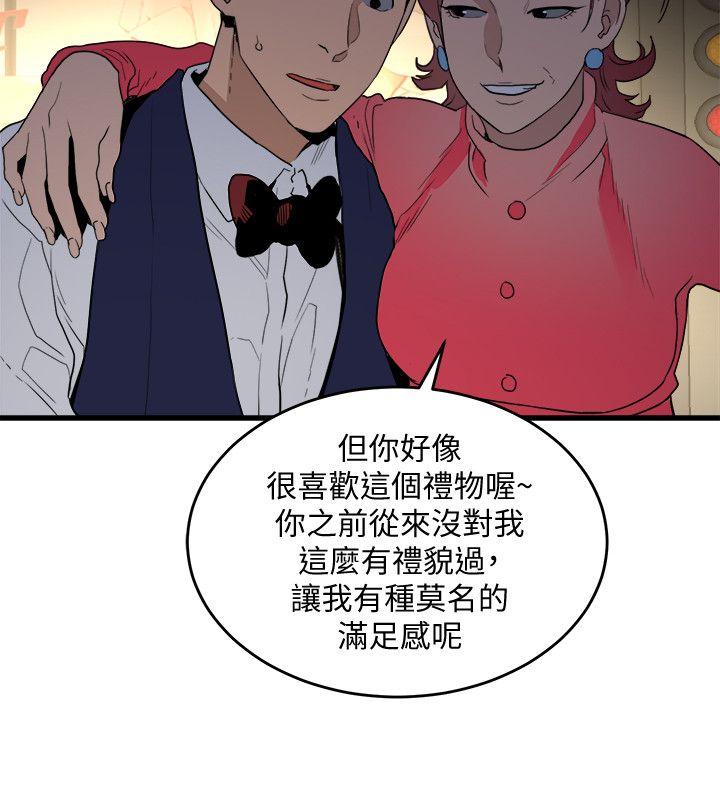 但你好像
很喜歡這個禮物喔~
你之前從來沒對我
這麼有禮貌過，
讓我有種莫名的
滿足感呢